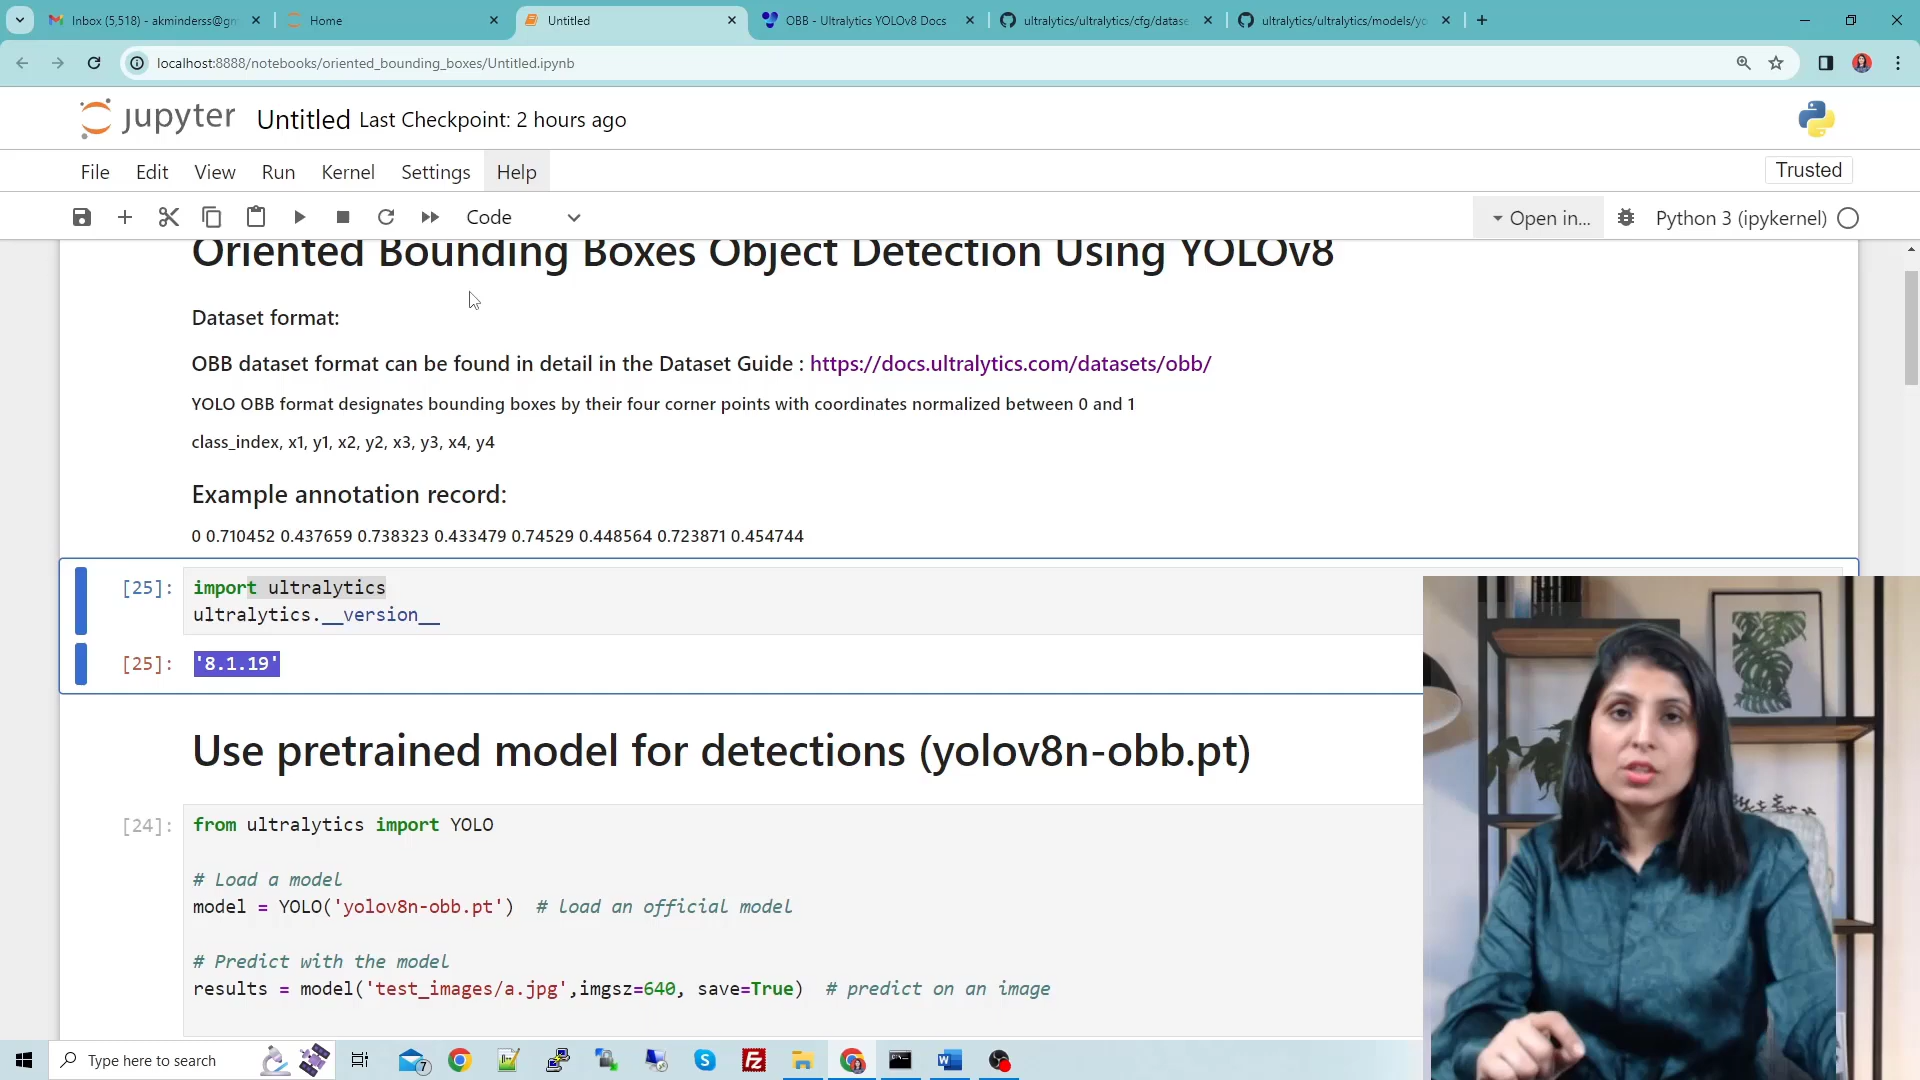 Inbox (5,518) - akminderss@gm
Home
Untitled
OBB - Ultralytics YOLOv8 Docs
ultralytics/ultralytics/cfg/datase
ultralytics/ultralytics/models/yo
localhost:8888/notebooks/oriented_bounding_boxes/Untitled.ipynb
jupyter Untitled Last Checkpoint: 2 hours ago
File Edit View Run Kernel Settings Help
Trusted
Code
Open in...
Python 3 (ipykernel)
Oriented Bounding Boxes Object Detection Using YOLOv8
Dataset format:
OBB dataset format can be found in detail in the Dataset Guide : https://docs.ultralytics.com/datasets/obb/
YOLO OBB format designates bounding boxes by their four corner points with coordinates normalized between 0 and 1
class_index, x1, y1, x2, y2, x3, y3, x4, y4
Example annotation record:
0 0.710452 0.437659 0.738323 0.433479 0.74529 0.448564 0.723871 0.454744
[25]: import ultralytics
ultralytics.__version__
[25]: '8.1.19'
Use pretrained model for detections (yolov8n-obb.pt)
[24]: from ultralytics import YOLO
# Load a model
model = YOLO('yolov8n-obb.pt')  # load an official model
# Predict with the model
results = model('test_images/a.jpg',imgsz=640, save=True)  # predict on an image
Type here to search
7